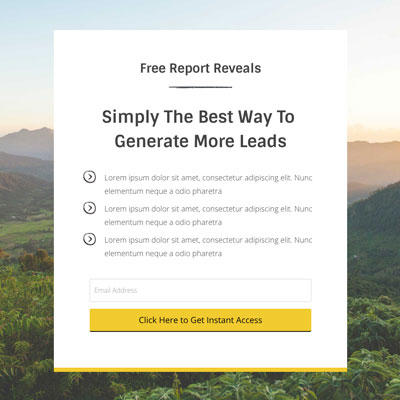 Free Report Reveals
Simply The Best Way To
Generate More Leads
Lorem ipsum dolor sit amet, consectetur adipiscing elit. Nunc
elementum neque a odio pharetra
Lorem ipsum dolor sit amet, consectetur adipiscing elit. Nunc
elementum neque a odio pharetra
Lorem ipsum dolor sit amet, consectetur adipiscing elit. Nunc
elementum neque a odio pharetra
Email Address
Click Here to Get Instant Access